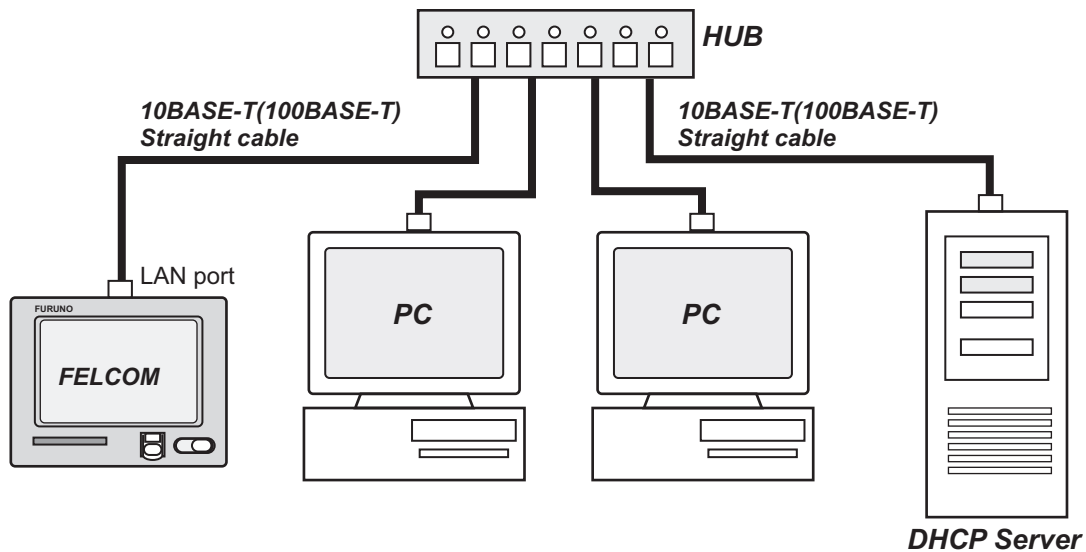 HUB
10BASE-T(100BASE-T)
Straight cable
10BASE-T(100BASE-T)
Straight cable
LAN port
FURUNO
FELCOM
PC
PC
DHCP Server